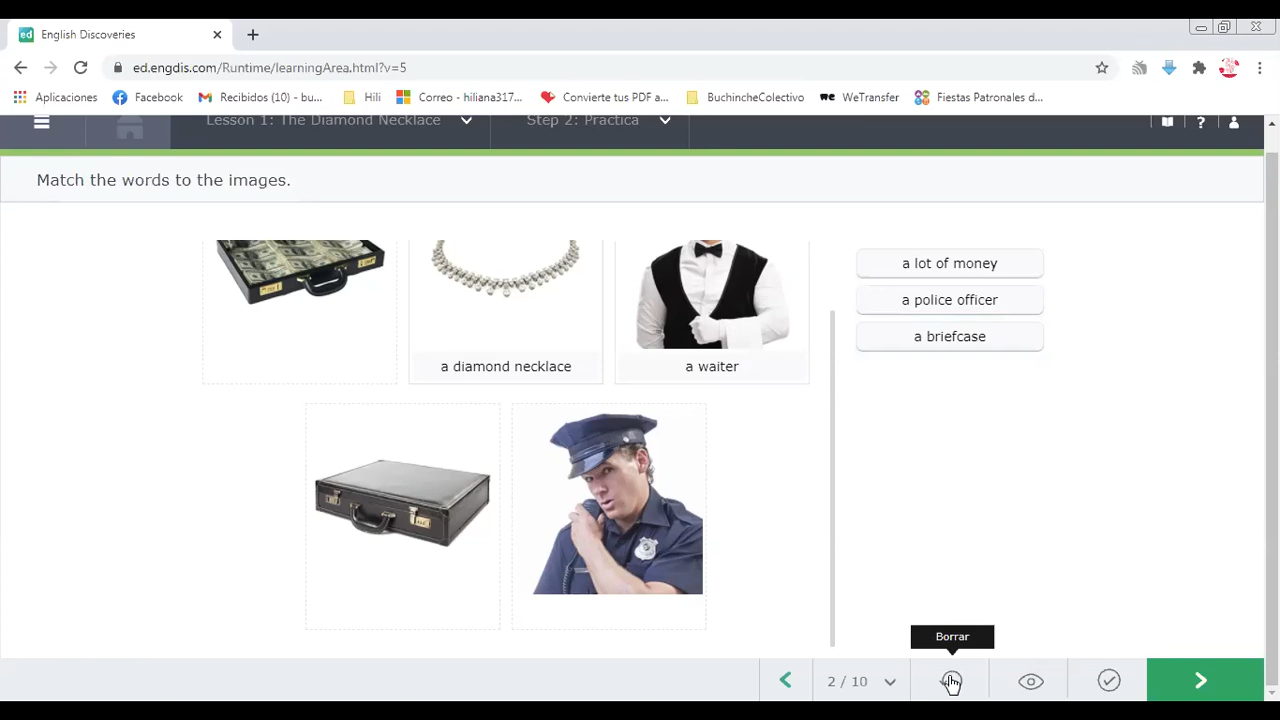 English Discoveries
ed.engdis.com/Runtime/learningArea.html?v=5
Aplicaciones Facebook Recibidos (10) - bu... Hili Correo - hiliana317... Convierte tus PDF a... BuchincheColectivo WeTransfer Fiestas Patronales d...
Lesson 1: The Diamond Necklace Step 2: Practica
Match the words to the images.
a diamond necklace a waiter
a lot of money
a police officer
a briefcase
Borrar
2 / 10